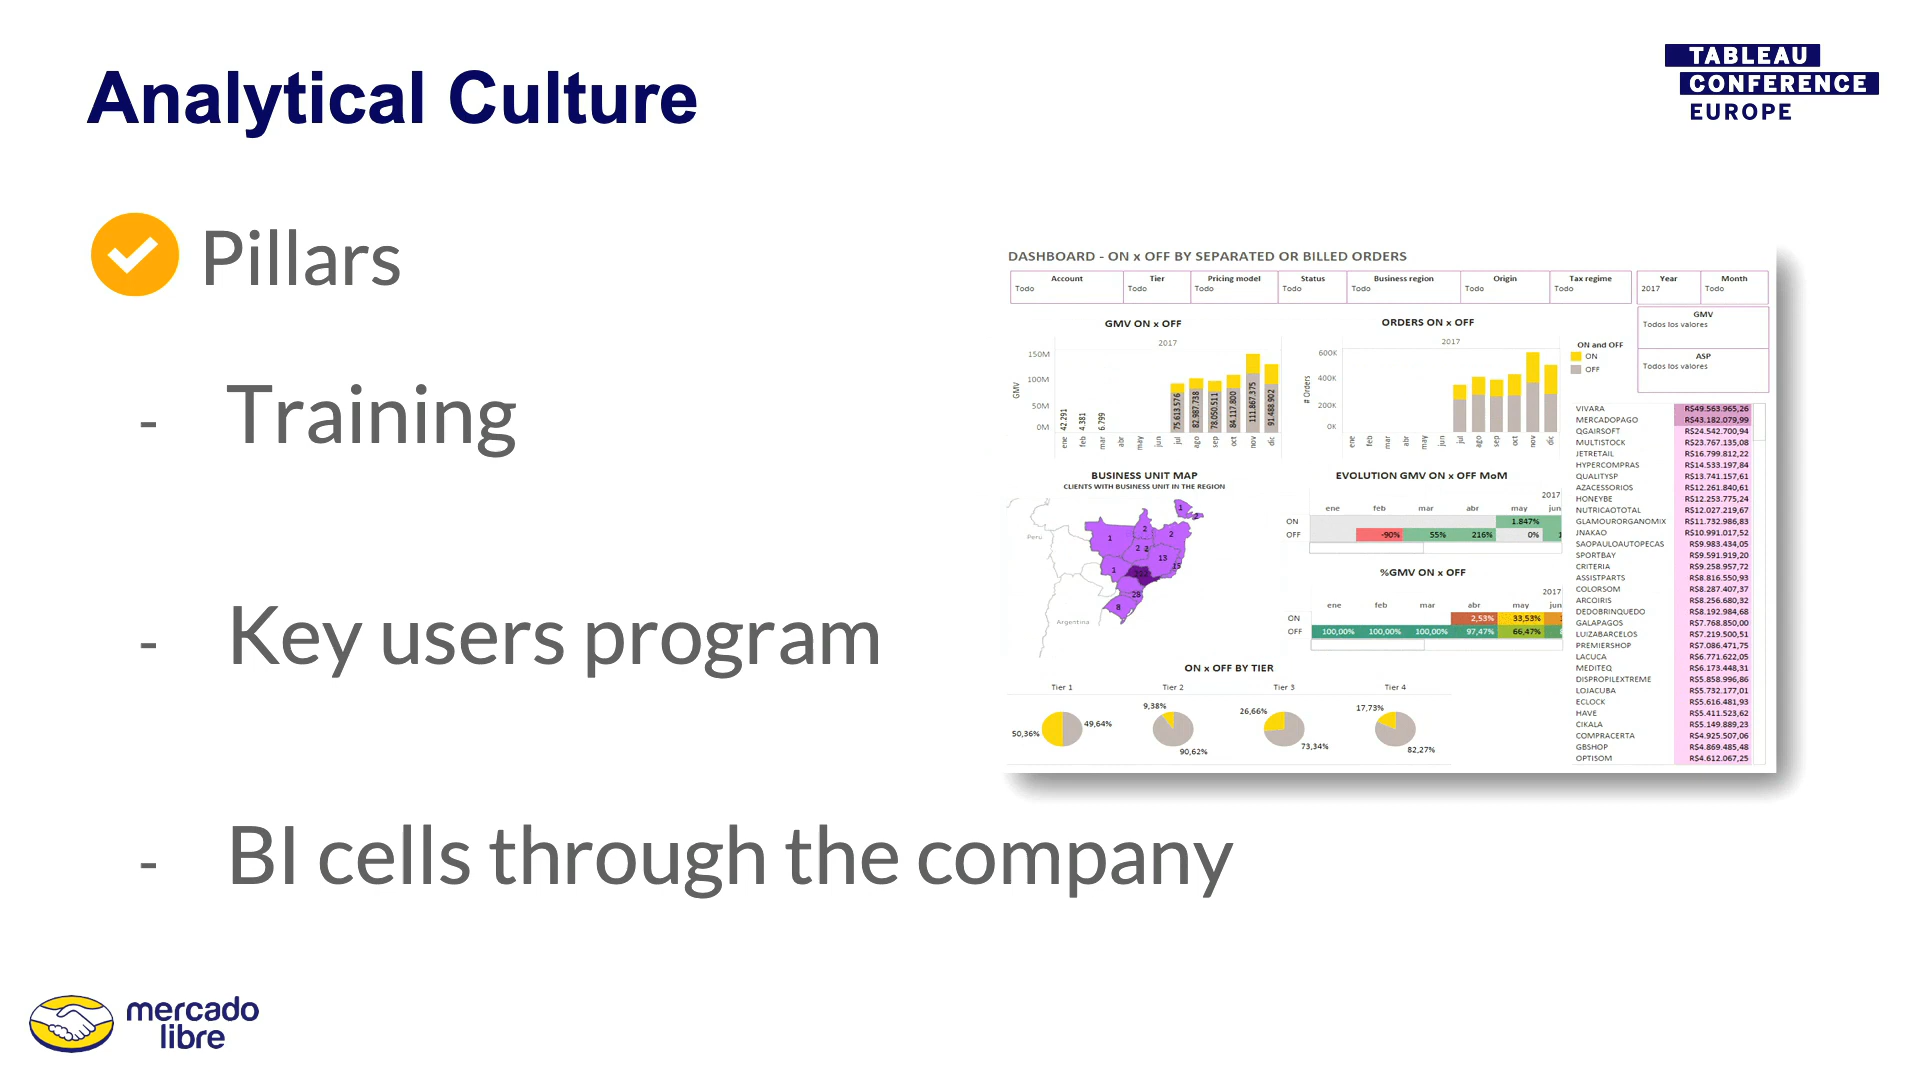 Analytical Culture
TABLEAU
CONFERENCE
EUROPE
Pillars
- Training
- Key users program
- BI cells through the company
DASHBOARD - ON x OFF BY SEPARATED OR BILLED ORDERS
Account Tier Pricing model Status Business region Origin Tax regime Year Month
Todo Todo Todo Todo Todo Todo Todo 2017 Todo
GMV
Todos los valores
ASP
Todos los valores
GMV ON x OFF
2017
150M
100M
50M
0M
GMV
42.291 4.381 6.799 75.613.576 82.987.738 78.050.511 84.117.800 111.867.375 91.488.902
ene feb mar abr may jun jul ago sep oct nov dic
ORDERS ON x OFF
2017
600K
400K
200K
0K
# Orders
ene feb mar abr may jun jul ago sep oct nov dic
ON and OFF
ON
OFF
BUSINESS UNIT MAP
CLIENTS WITH BUSINESS UNIT IN THE REGION
Peru
Argentina
1
2
2
2
1
2
13
15
1
28
8
EVOLUTION GMV ON x OFF MoM
2017
ene feb mar abr may jun
ON 1.847%
OFF -90% 55% 216% 0% 1
%GMV ON x OFF
2017
ene feb mar abr may jun
ON 2,53% 33,53%
OFF 100,00% 100,00% 100,00% 97,47% 66,47%
ON x OFF BY TIER
Tier 1 Tier 2 Tier 3 Tier 4
50,36% 49,64%
9,38% 90,62%
26,66% 73,34%
17,73% 82,27%
VIVARA R$49.563.965,26
MERCADOPAGO R$43.182.079,99
QGAIRSOFT R$24.542.700,94
MULTISTOCK R$23.767.135,08
JETRETAIL R$16.799.812,22
HYPERCOMPRAS R$14.533.197,84
QUALITYSP R$13.741.157,61
AZACESSORIOS R$12.261.840,61
HONEYBE R$12.253.775,24
NUTRICAOTOTAL R$12.027.219,67
GLAMOURORGANOMIX R$11.732.986,83
JNAKAO R$10.991.017,52
SAOPAULOAUTOPECAS R$9.983.434,05
SPORTBAY R$9.591.919,20
CRITERIA R$9.258.957,72
ASSISTPARTS R$8.816.550,93
COLORSOM R$8.287.407,37
ARCOIRIS R$8.256.680,32
DEDOBRINQUEDO R$8.192.984,68
GALAPAGOS R$7.768.850,00
LUIZABARCELOS R$7.219.500,51
PREMIERSHOP R$7.086.471,75
LACUCA R$6.771.622,05
MEDITEQ R$6.173.448,31
DISPROPILEXTREME R$5.858.996,86
LOJACUBA R$5.732.177,01
ECLOCK R$5.616.481,93
HAVE R$5.411.523,62
CIKALA R$5.149.889,23
COMPRACERTA R$4.925.507,06
GBSHOP R$4.869.485,48
OPTISOM R$4.612.067,25
mercado
libre